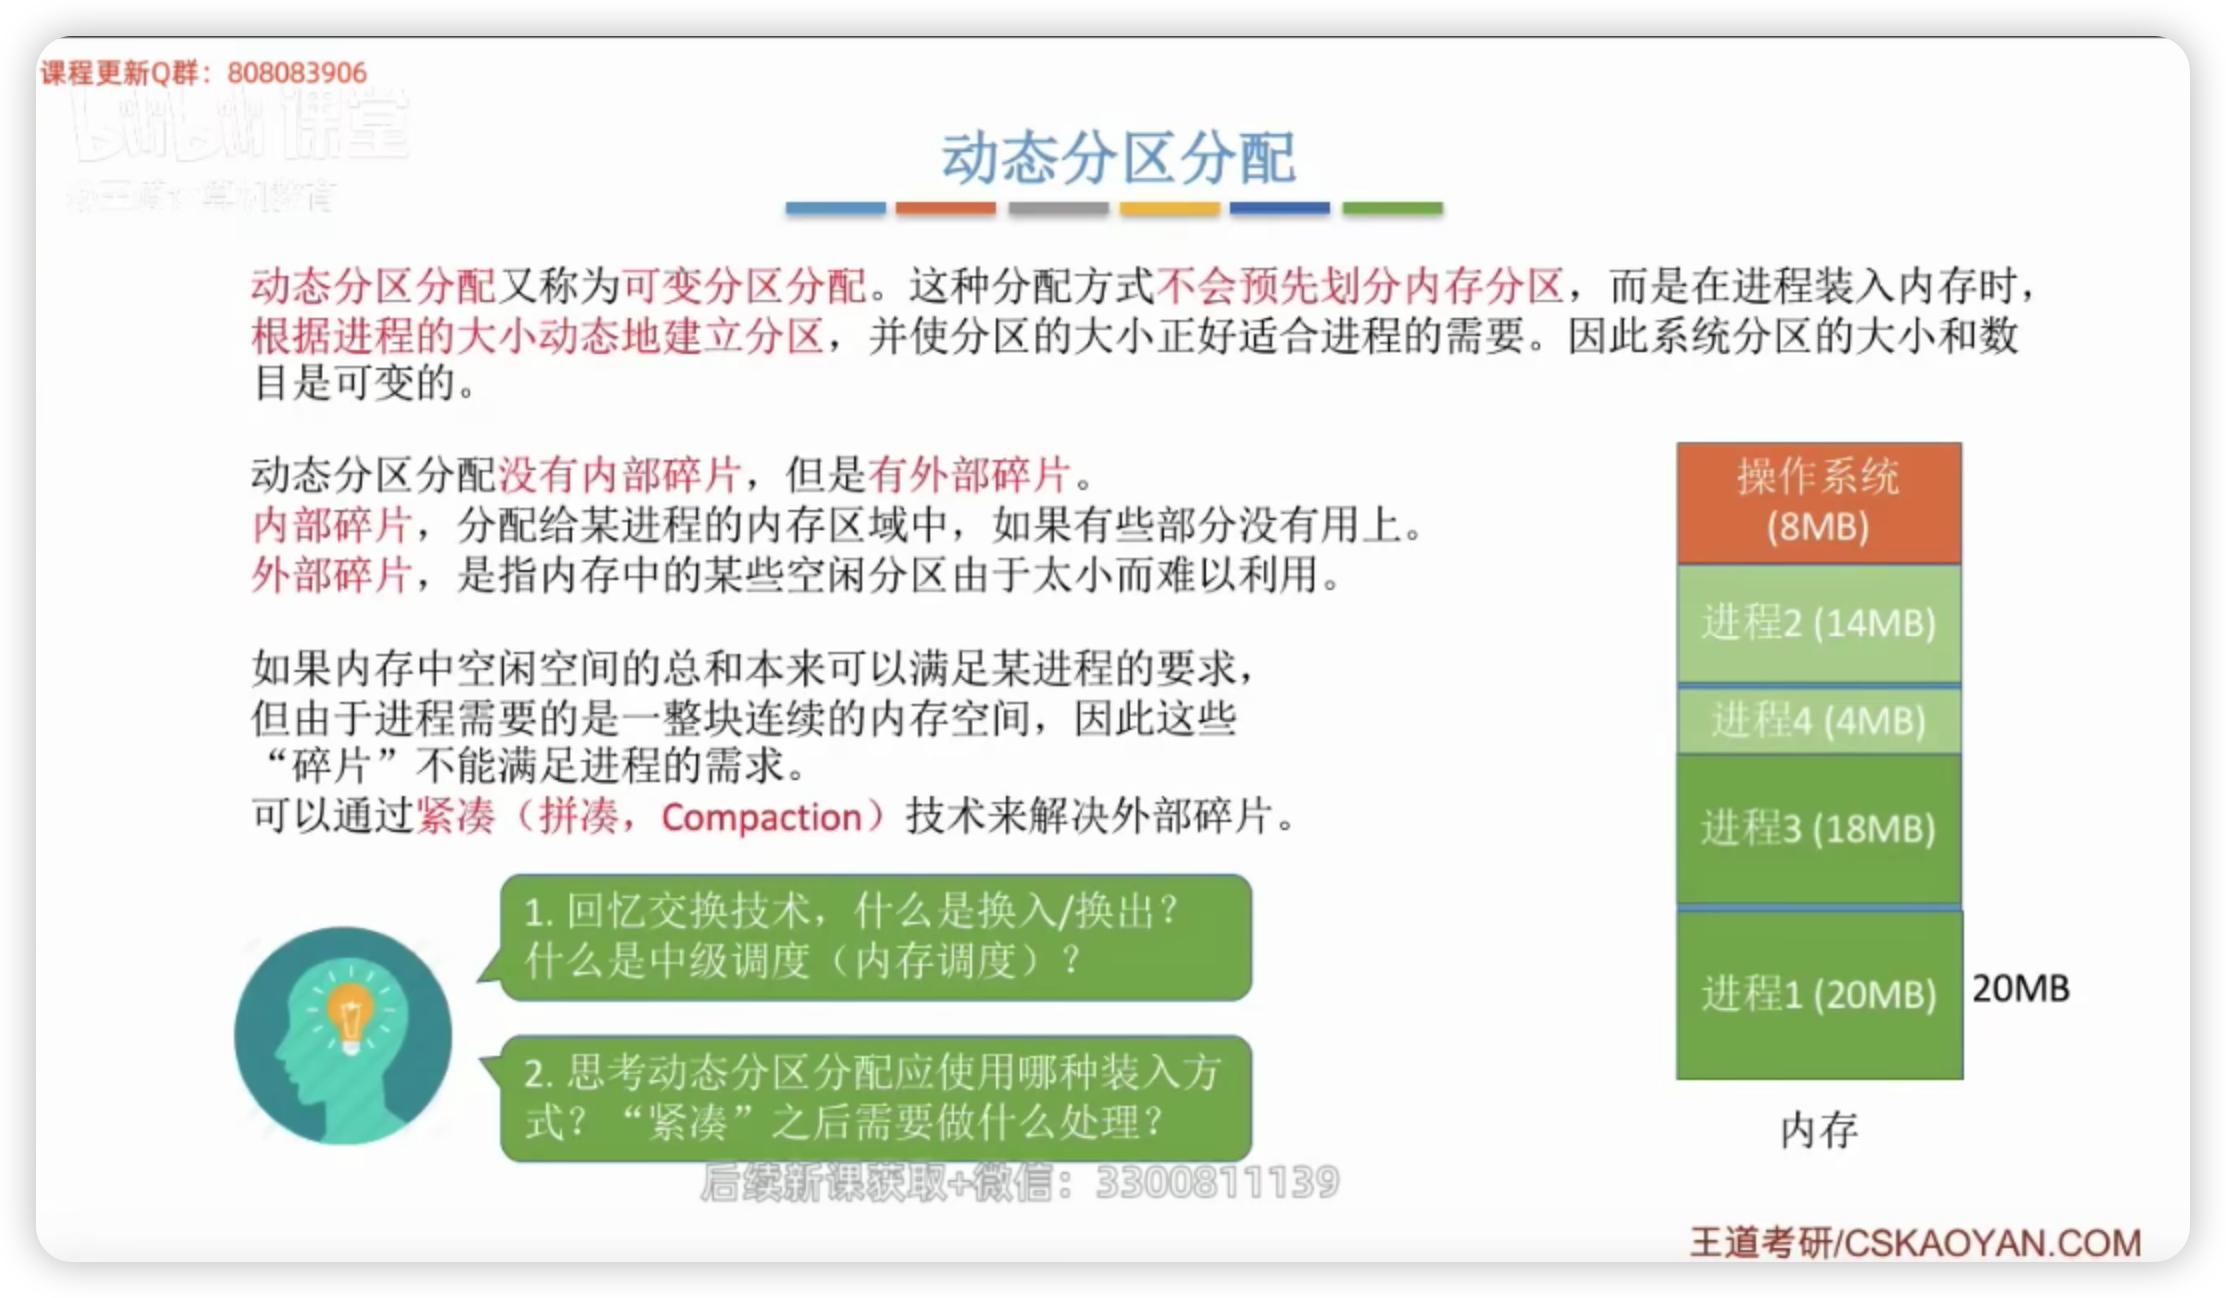 课程更新Q群：808083906
bilibili课堂
@王道计算机教育
动态分区分配
动态分区分配又称为可变分区分配。这种分配方式不会预先划分内存分区，而是在进程装入内存时，
根据进程的大小动态地建立分区，并使分区的大小正好适合进程的需要。因此系统分区的大小和数
目是可变的。
动态分区分配没有内部碎片，但是有外部碎片。
内部碎片，分配给某进程的内存区域中，如果有些部分没有用上。
外部碎片，是指内存中的某些空闲分区由于太小而难以利用。
如果内存中空闲空间的总和本来可以满足某进程的要求，
但由于进程需要的是一整块连续的内存空间，因此这些
“碎片”不能满足进程的需求。
可以通过紧凑（拼凑，Compaction）技术来解决外部碎片。
1. 回忆交换技术，什么是换入/换出？
什么是中级调度（内存调度）？
2. 思考动态分区分配应使用哪种装入方
式？“紧凑”之后需要做什么处理？
操作系统
(8MB)
进程2 (14MB)
进程4 (4MB)
进程3 (18MB)
进程1 (20MB)
20MB
内存
后续新课获取+微信：3300811139
王道考研/CSKAOYAN.COM